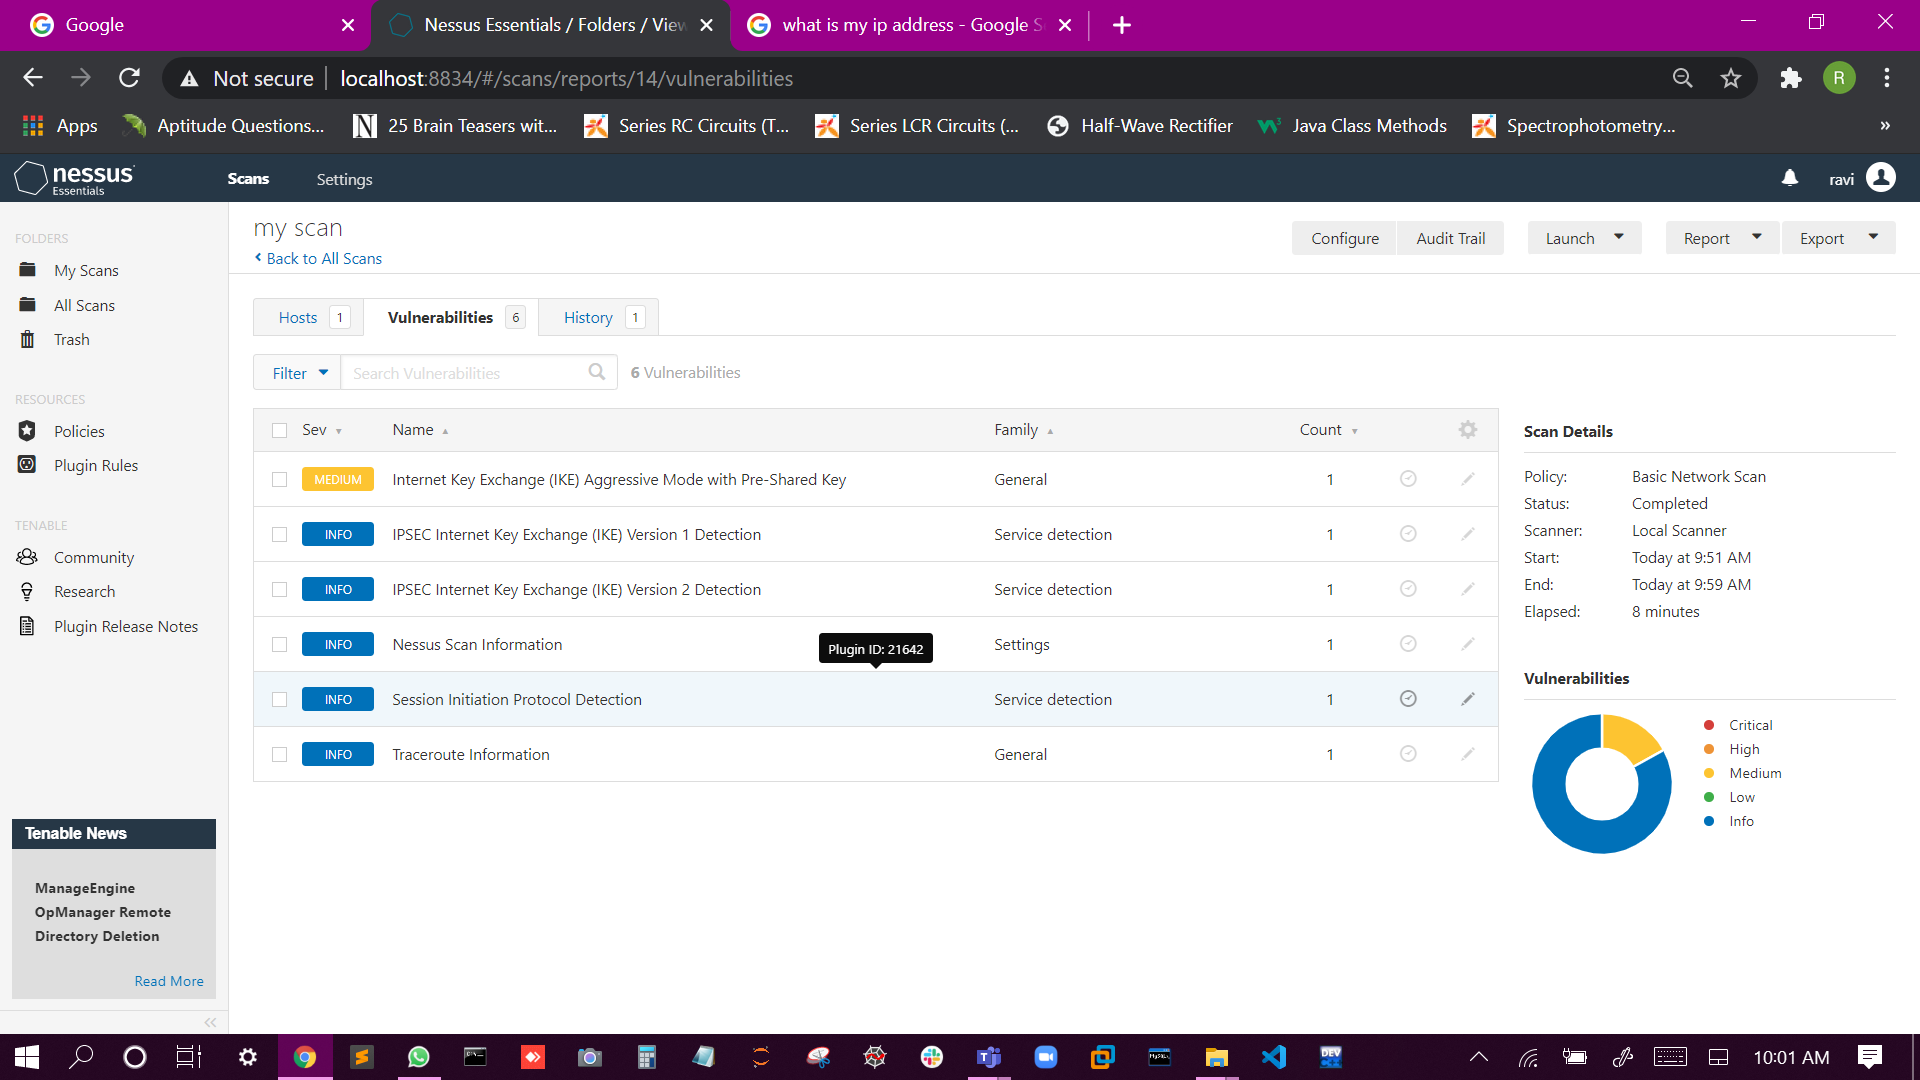 Google
Nessus Essentials / Folders / View
what is my ip address - Google S
Not secure
localhost:8834/#/scans/reports/14/vulnerabilities
R
Apps
Aptitude Questions...
25 Brain Teasers wit...
Series RC Circuits (T...
Series LCR Circuits (...
Half-Wave Rectifier
Java Class Methods
Spectrophotometry...
»
nessus
Essentials
Scans
Settings
ravi
FOLDERS
My Scans
All Scans
Trash
RESOURCES
Policies
Plugin Rules
TENABLE
Community
Research
Plugin Release Notes
Tenable News
ManageEngine
OpManager Remote
Directory Deletion
Read More
my scan
Back to All Scans
Configure
Audit Trail
Launch
Report
Export
Hosts 1
Vulnerabilities 6
History 1
Filter
Search Vulnerabilities
6 Vulnerabilities
Sev Name Family Count
MEDIUM Internet Key Exchange (IKE) Aggressive Mode with Pre-Shared Key General 1
INFO IPSEC Internet Key Exchange (IKE) Version 1 Detection Service detection 1
INFO IPSEC Internet Key Exchange (IKE) Version 2 Detection Service detection 1
INFO Nessus Scan Information Settings 1
Plugin ID: 21642
INFO Session Initiation Protocol Detection Service detection 1
INFO Traceroute Information General 1
Scan Details
Policy: Basic Network Scan
Status: Completed
Scanner: Local Scanner
Start: Today at 9:51 AM
End: Today at 9:59 AM
Elapsed: 8 minutes
Vulnerabilities
Critical
High
Medium
Low
Info
MySQL
DEV
10:01 AM